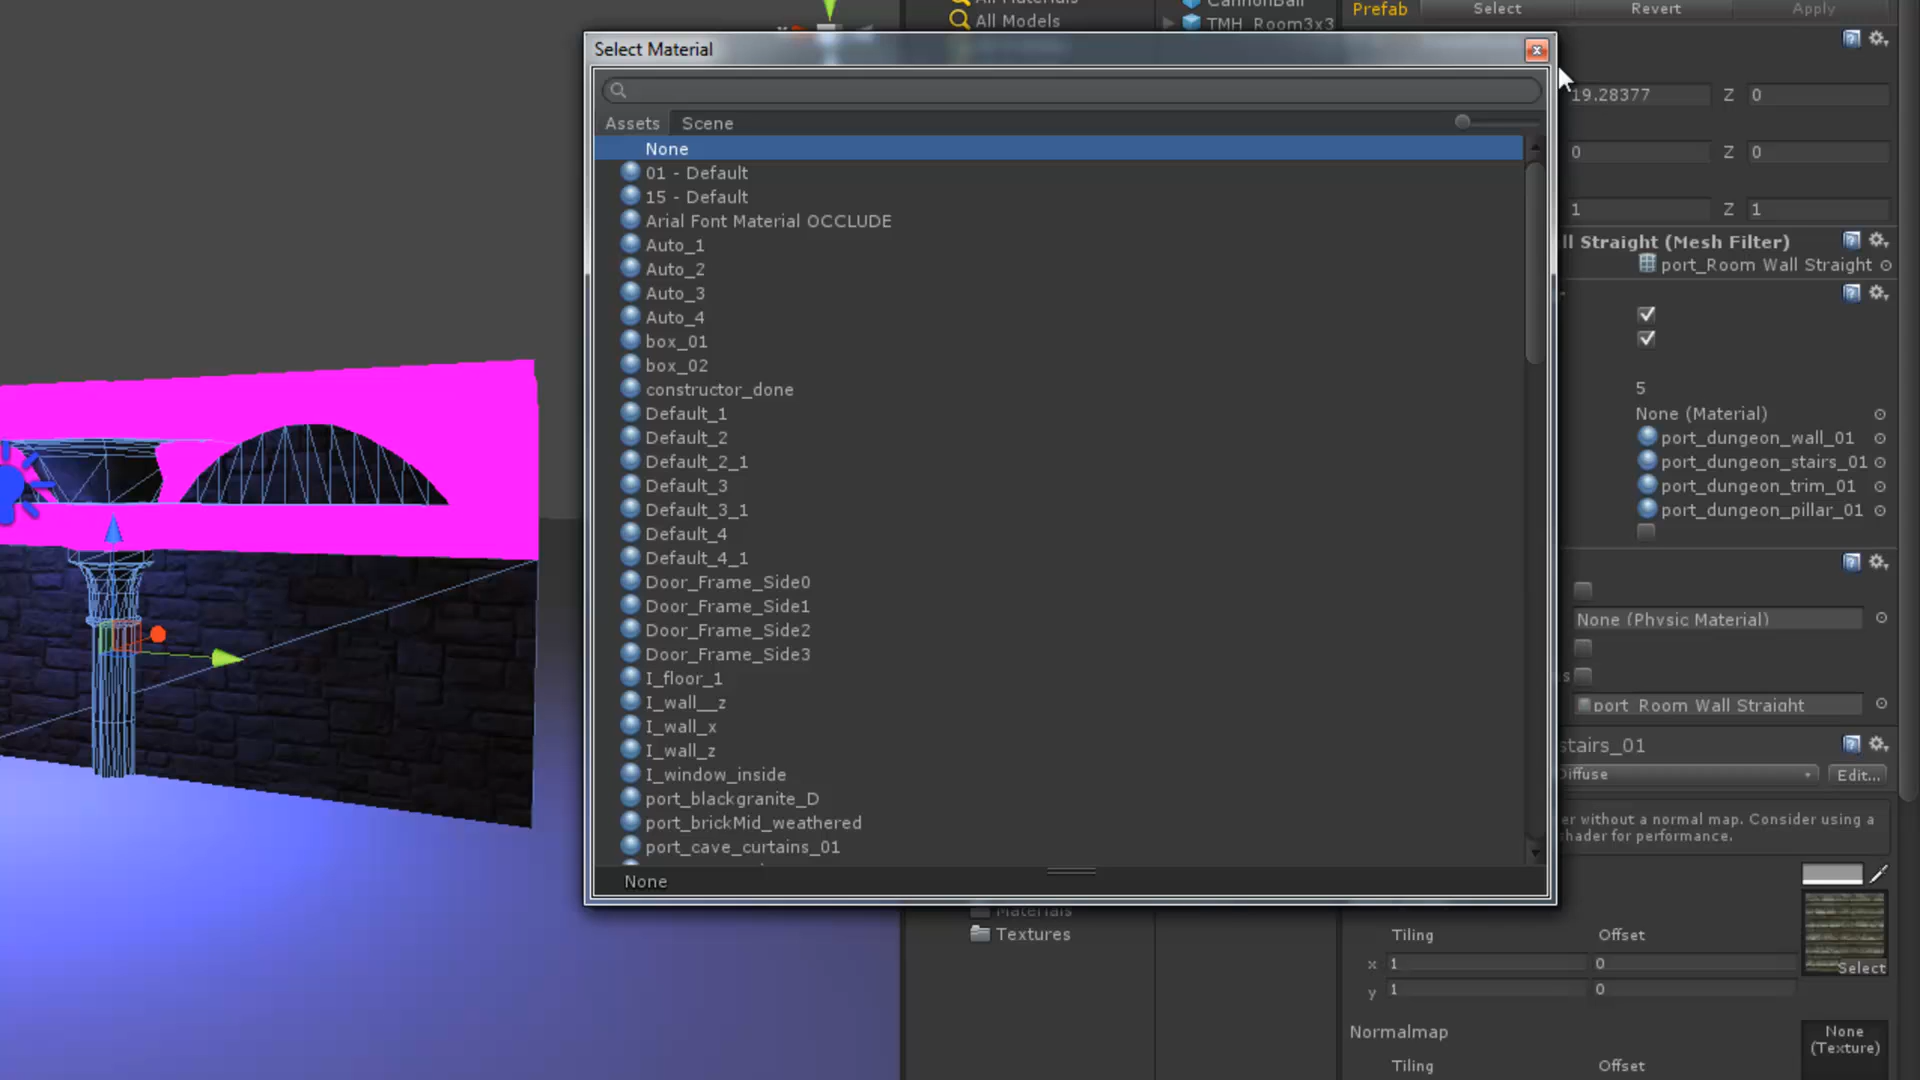 All Materials
All Models
CannonBall
TMH_Room3x3
Prefab Select Revert Apply
Select Material
Assets Scene
None
01 - Default
15 - Default
Arial Font Material OCCLUDE
Auto_1
Auto_2
Auto_3
Auto_4
box_01
box_02
constructor_done
Default_1
Default_2
Default_2_1
Default_3
Default_3_1
Default_4
Default_4_1
Door_Frame_Side0
Door_Frame_Side1
Door_Frame_Side2
Door_Frame_Side3
I_floor_1
I_wall__z
I_wall_x
I_wall_z
I_window_inside
port_blackgranite_D
port_brickMid_weathered
port_cave_curtains_01
None
19.28377 Z 0
0 Z 0
1 Z 1
ll Straight (Mesh Filter)
port_Room Wall Straight
5
None (Material)
port_dungeon_wall_01
port_dungeon_stairs_01
port_dungeon_trim_01
port_dungeon_pillar_01
None (Physic Material)
s
port_Room Wall Straight
stairs_01
Diffuse Edit...
er without a normal map. Consider using a
shader for performance.
Materials
Textures
Tiling Offset
x 1 0
y 1 0
Select
Normalmap
None
(Texture)
Tiling Offset